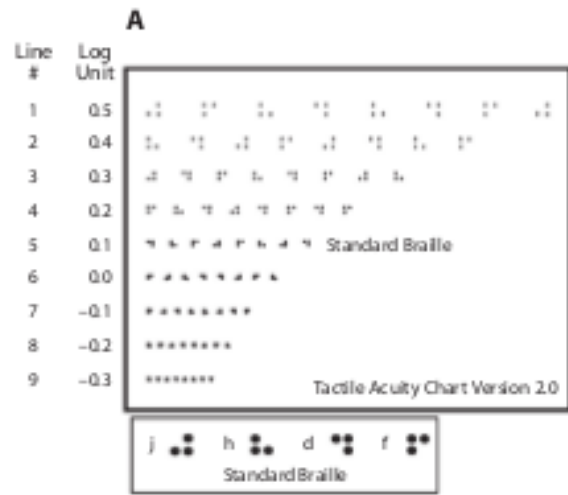 A
Line # Log Unit
1 0.5
2 0.4
3 0.3
4 0.2
5 0.1 Standard Braille
6 0.0
7 −0.1
8 −0.2
9 −0.3
Tactile Acuity Chart Version 2.0
j h d f
Standard Braille